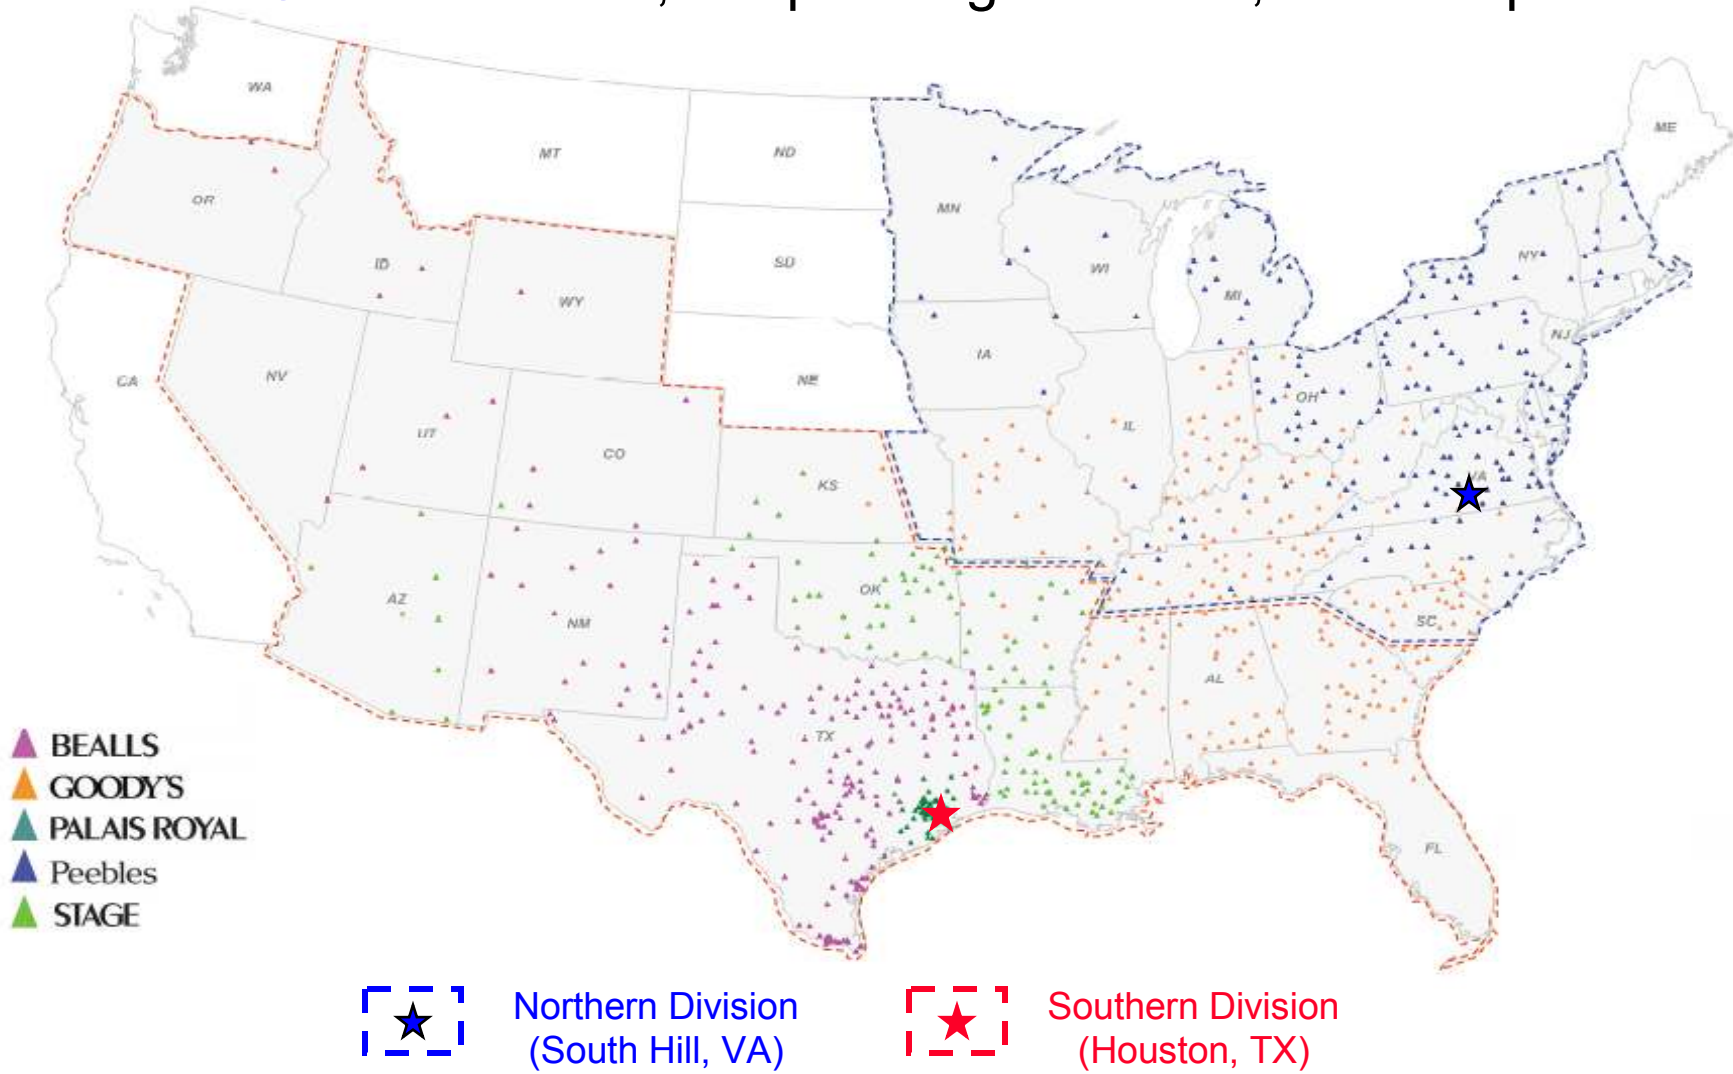 WA
ME
MT
ND
OR
MN
NY
ID
SD
WI
MI
WY
NJ
IA
CA
NV
NE
OH
UT
IL
CO
KS
VA
AZ
OK
NM
SC
AL
TX
FL
BEALLS
GOODY'S
PALAIS ROYAL
Peebles
STAGE
Northern Division
(South Hill, VA)
Southern Division
(Houston, TX)